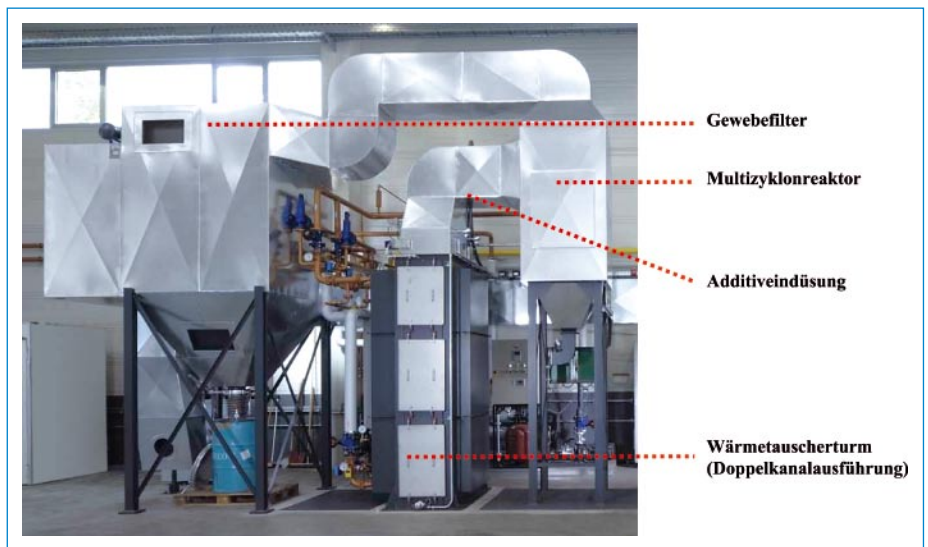 Gewebefilter
Multizyklonreaktor
Additiveindüsung
Wärmetauscherturm
(Doppelkanalausführung)